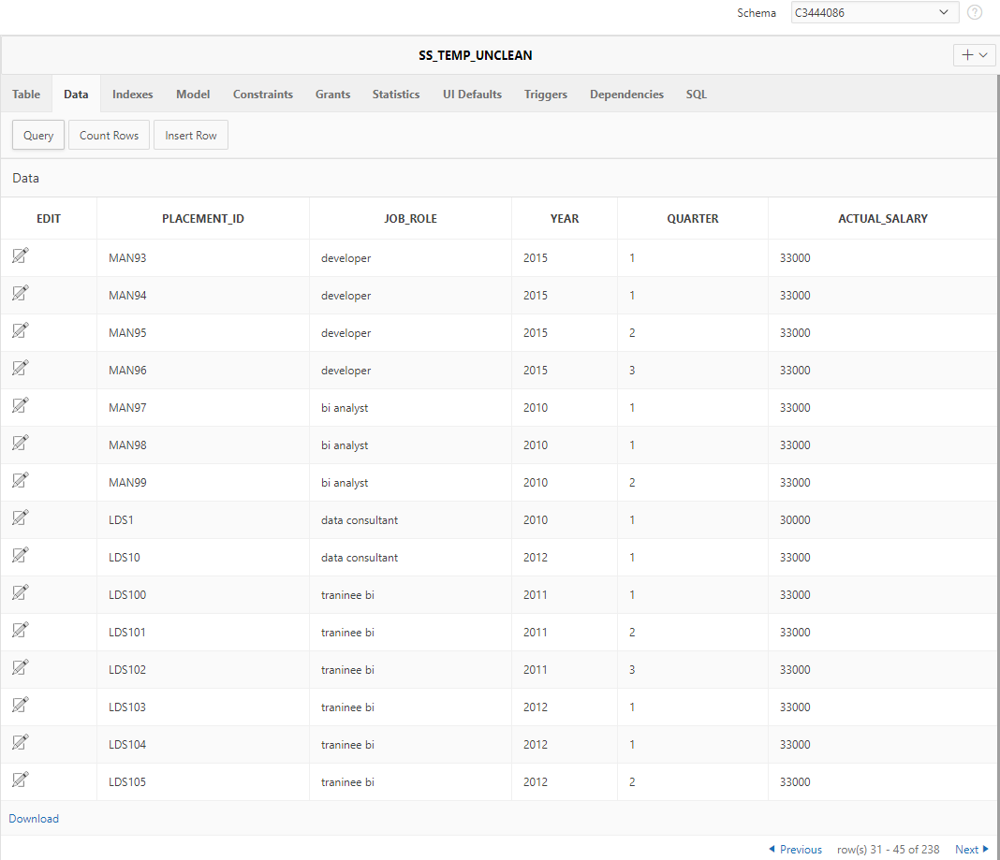 Schema C3444086 ?
SS_TEMP_UNCLEAN
Table Data Indexes Model Constraints Grants Statistics UI Defaults Triggers Dependencies SQL
Query Count Rows Insert Row
Data
EDIT PLACEMENT_ID JOB_ROLE YEAR QUARTER ACTUAL_SALARY
MAN93 developer 2015 1 33000
MAN94 developer 2015 1 33000
MAN95 developer 2015 2 33000
MAN96 developer 2015 3 33000
MAN97 bi analyst 2010 1 33000
MAN98 bi analyst 2010 1 33000
MAN99 bi analyst 2010 2 33000
LDS1 data consultant 2010 1 30000
LDS10 data consultant 2012 1 33000
LDS100 traninee bi 2011 1 33000
LDS101 traninee bi 2011 2 33000
LDS102 traninee bi 2011 3 33000
LDS103 traninee bi 2012 1 33000
LDS104 traninee bi 2012 1 33000
LDS105 traninee bi 2012 2 33000
Download
Previous row(s) 31 - 45 of 238 Next